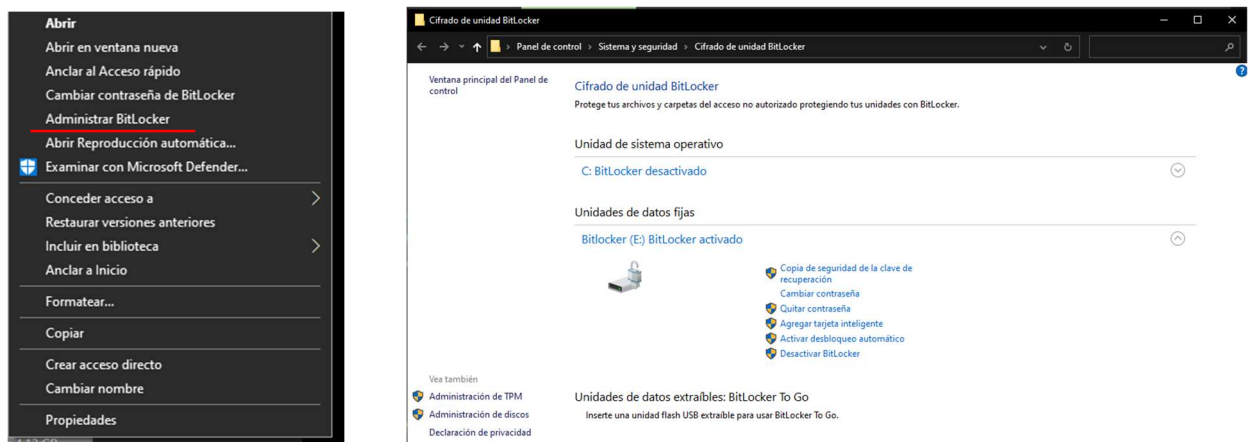 Abrir
Abrir en ventana nueva
Anclar al Acceso rápido
Cambiar contraseña de BitLocker
Administrar BitLocker
Abrir Reproducción automática...
Examinar con Microsoft Defender...
Conceder acceso a
Restaurar versiones anteriores
Incluir en biblioteca
Anclar a Inicio
Formatear...
Copiar
Crear acceso directo
Cambiar nombre
Propiedades
Cifrado de unidad BitLocker
Panel de control › Sistema y seguridad › Cifrado de unidad BitLocker
Ventana principal del Panel de
control
Cifrado de unidad BitLocker
Protege tus archivos y carpetas del acceso no autorizado protegiendo tus unidades con BitLocker.
Unidad de sistema operativo
C: BitLocker desactivado
Unidades de datos fijas
Bitlocker (E:) BitLocker activado
Copia de seguridad de la clave de
recuperación
Cambiar contraseña
Quitar contraseña
Agregar tarjeta inteligente
Activar desbloqueo automático
Desactivar BitLocker
Vea también
Administración de TPM
Administración de discos
Declaración de privacidad
Unidades de datos extraíbles: BitLocker To Go
Inserte una unidad flash USB extraíble para usar BitLocker To Go.